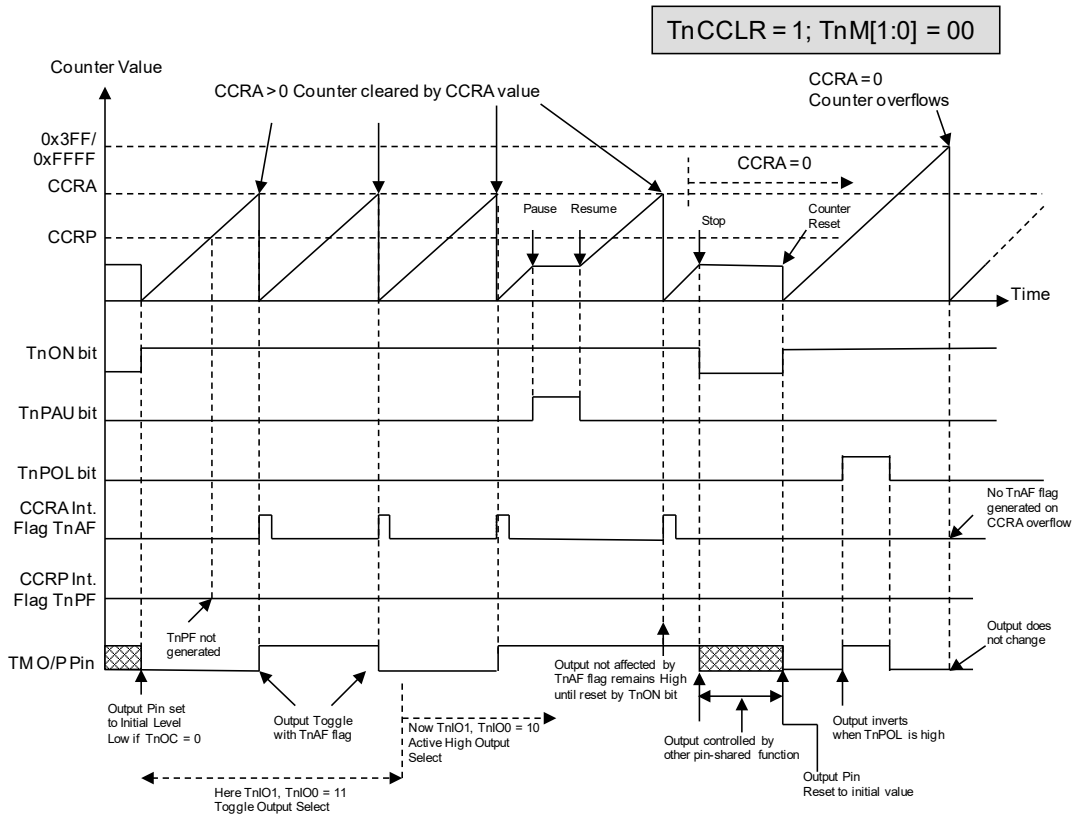 TnCCLR = 1; TnM[1:0] = 00
Counter Value
CCRA = 0
Counter overflows
CCRA > 0 Counter cleared by CCRA value
0x3FF/
0xFFFF
CCRA = 0
CCRA
Pause
Resume
Stop
Counter
Reset
CCRP
Time
TnON bit
TnPAU bit
TnPOL bit
CCRA Int.
Flag TnAF
No TnAF flag
generated on
CCRA overflow
CCRP Int.
Flag TnPF
TnPF not
generated
Output does
not change
TM O/P Pin
Output not affected by
TnAF flag remains High
until reset by TnON bit
Output Pin set
to Initial Level
Low if TnOC = 0
Output Toggle
with TnAF flag
Now TnIO1, TnIO0 = 10
Active High Output
Select
Output controlled by
other pin-shared function
Output inverts
when TnPOL is high
Output Pin
Reset to initial value
Here TnIO1, TnIO0 = 11
Toggle Output Select